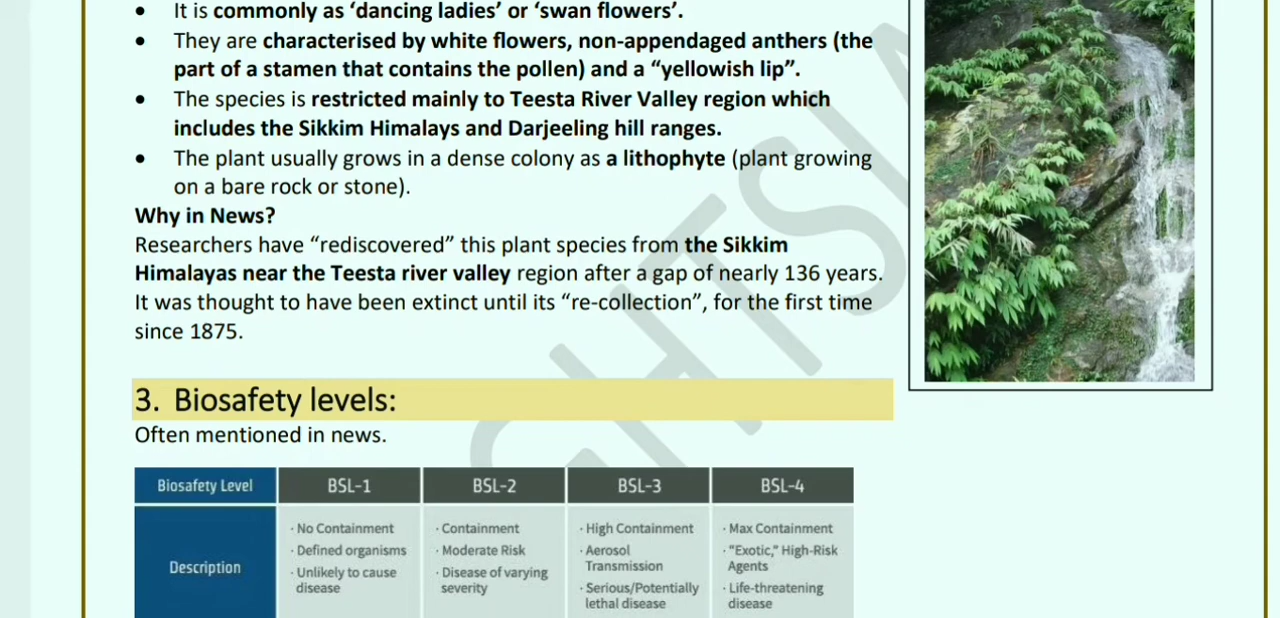 • It is commonly as ‘dancing ladies’ or ‘swan flowers’.
• They are characterised by white flowers, non-appendaged anthers (the
part of a stamen that contains the pollen) and a “yellowish lip”.
• The species is restricted mainly to Teesta River Valley region which
includes the Sikkim Himalays and Darjeeling hill ranges.
• The plant usually grows in a dense colony as a lithophyte (plant growing
on a bare rock or stone).
Why in News?
Researchers have “rediscovered” this plant species from the Sikkim
Himalayas near the Teesta river valley region after a gap of nearly 136 years.
It was thought to have been extinct until its “re-collection”, for the first time
since 1875.
3. Biosafety levels:
Often mentioned in news.
Biosafety Level BSL-1 BSL-2 BSL-3 BSL-4
Description
· No Containment
· Defined organisms
· Unlikely to cause
disease
· Containment
· Moderate Risk
· Disease of varying
severity
· High Containment
· Aerosol
Transmission
· Serious/Potentially
lethal disease
· Max Containment
· "Exotic," High-Risk
Agents
· Life-threatening
disease